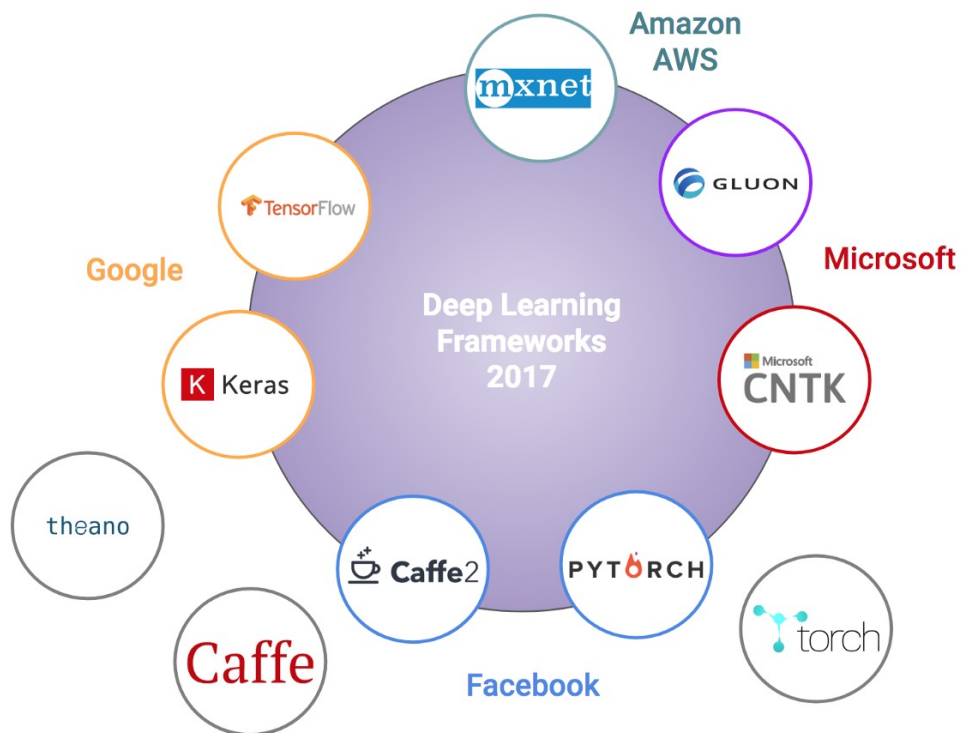 Amazon
AWS
mxnet
GLUON
TensorFlow
Google
Microsoft
Deep Learning
Frameworks
2017
K Keras
Microsoft
CNTK
theano
Caffe2
PYTORCH
torch
Caffe
Facebook